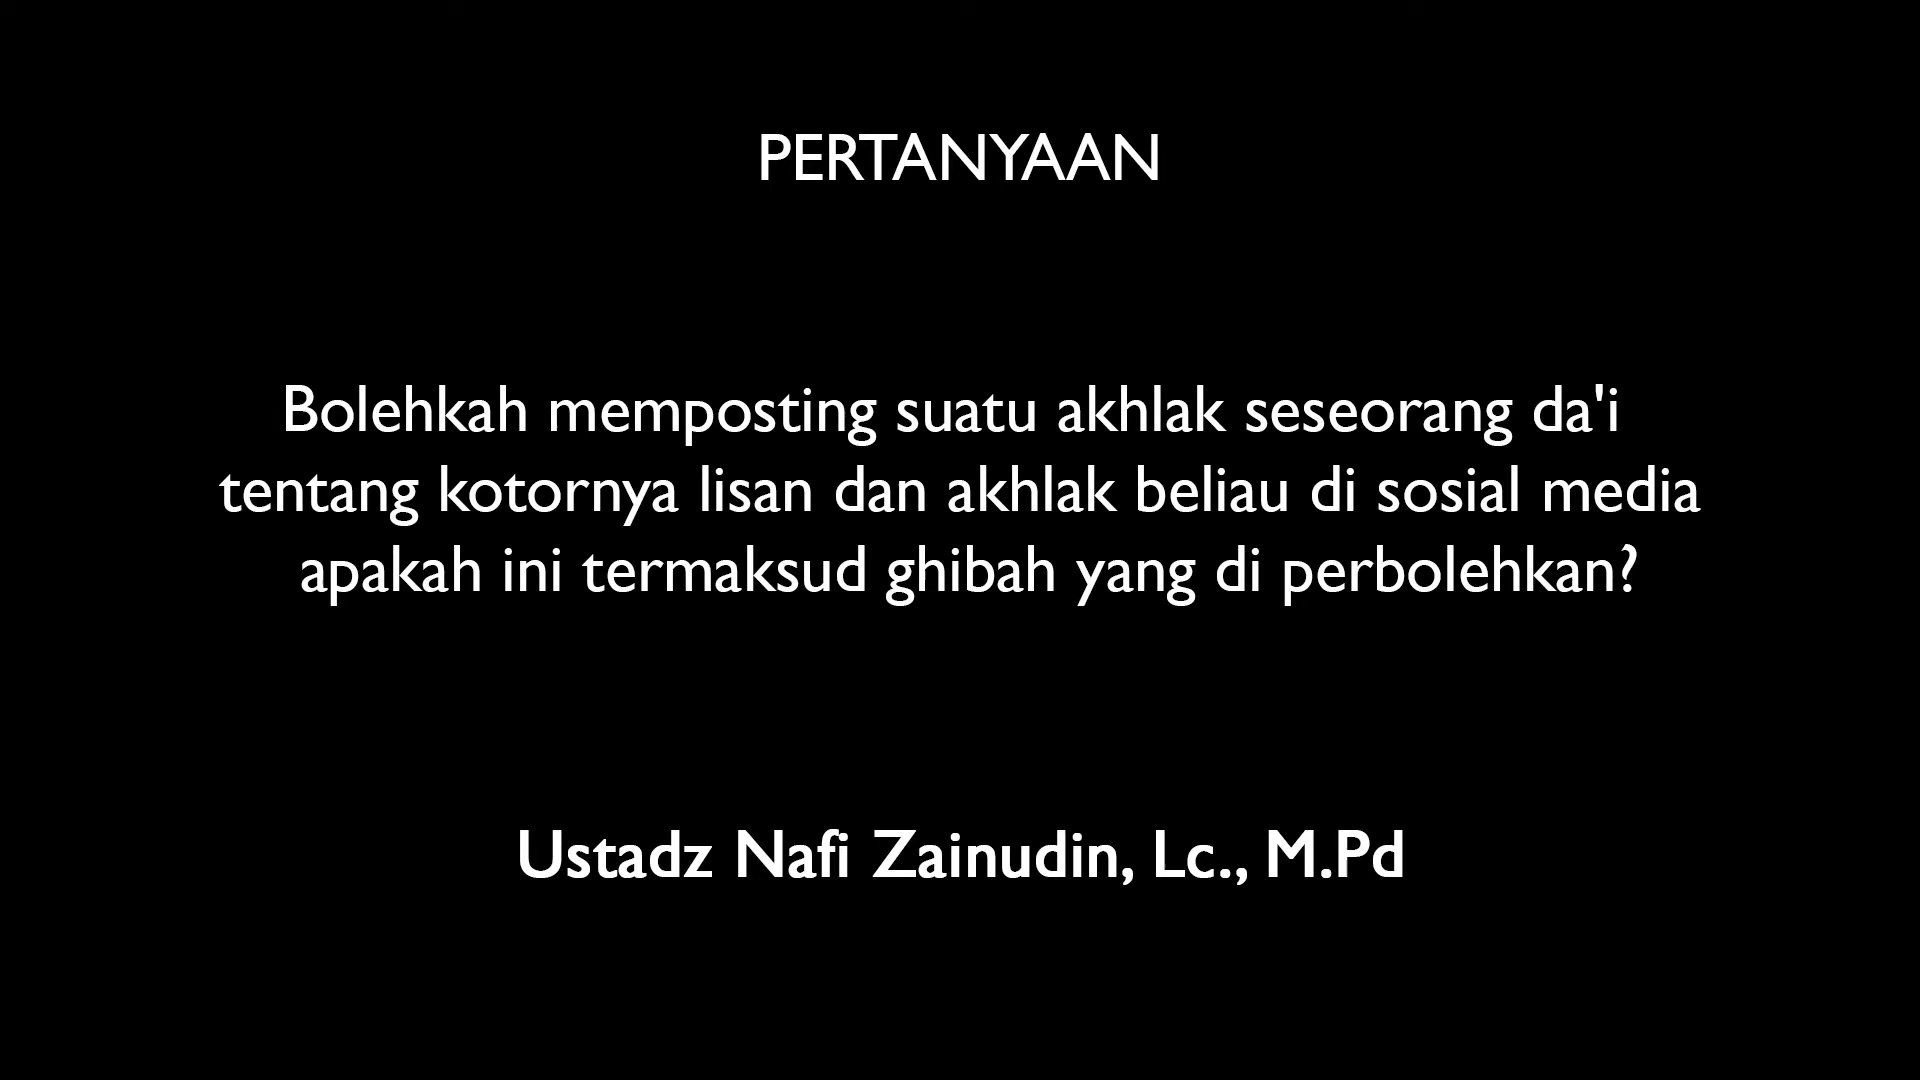 PERTANYAAN
Bolehkah memposting suatu akhlak seseorang da'i
tentang kotornya lisan dan akhlak beliau di sosial media
apakah ini termaksud ghibah yang di perbolehkan?
Ustadz Nafi Zainudin, Lc., M.Pd